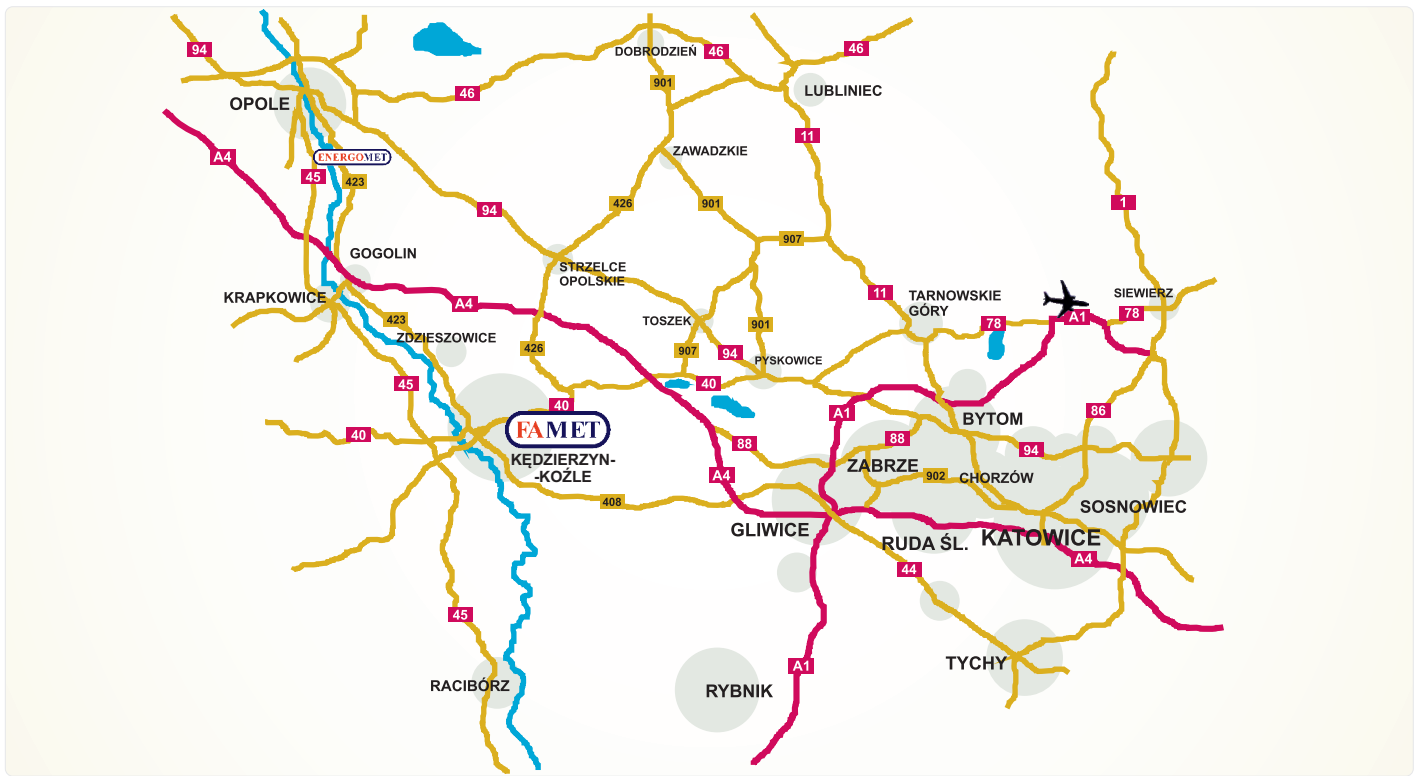 94
DOBRODZIEŃ
46
46
901
46
LUBLINIEC
OPOLE
11
ZAWADZKIE
A4
ENERGOMET
45
423
426
901
1
94
907
GOGOLIN
STRZELCE
OPOLSKIE
KRAPKOWICE
A4
11
TARNOWSKIE
GÓRY
SIEWIERZ
423
TOSZEK
901
78
A1
78
ZDZIESZOWICE
426
907
94
PYSKOWICE
45
40
40
A1
86
BYTOM
40
FAMET
88
88
94
KĘDZIERZYN-
-KOŹLE
A4
ZABRZE
902
CHORZÓW
408
GLIWICE
SOSNOWIEC
RUDA ŚL.
KATOWICE
44
A4
45
A1
TYCHY
RACIBÓRZ
RYBNIK